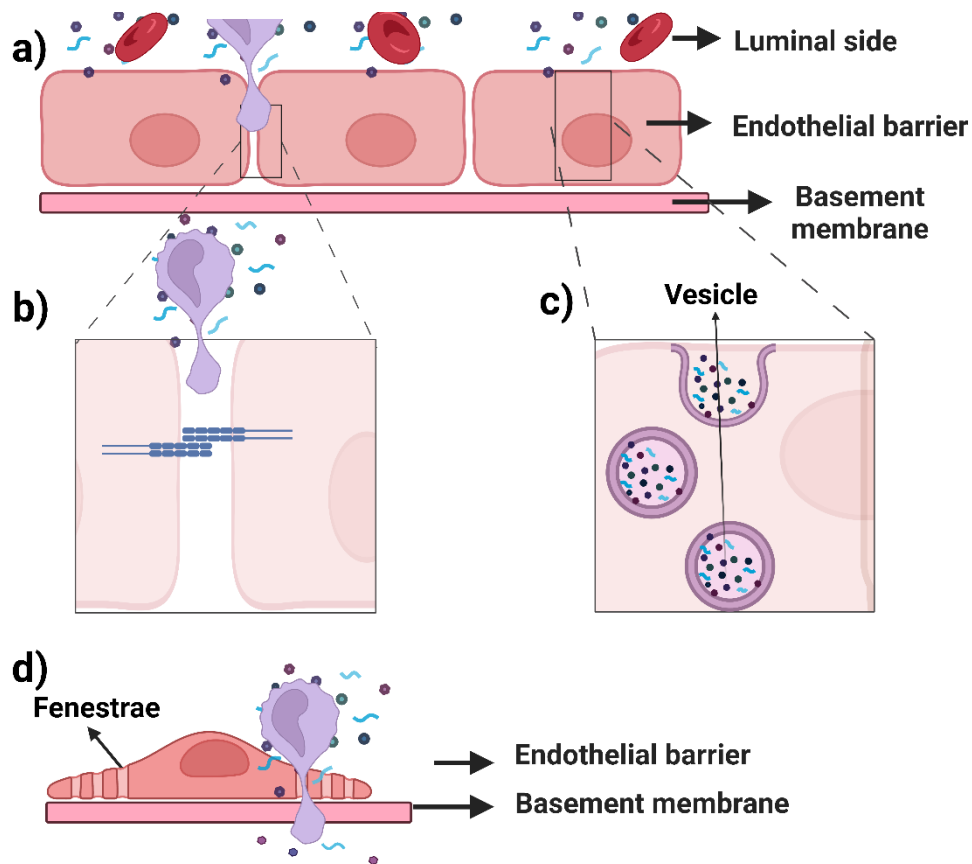 a)
Luminal side
Endothelial barrier
Basement
membrane
b)
c)
Vesicle
d)
Fenestrae
Endothelial barrier
Basement membrane